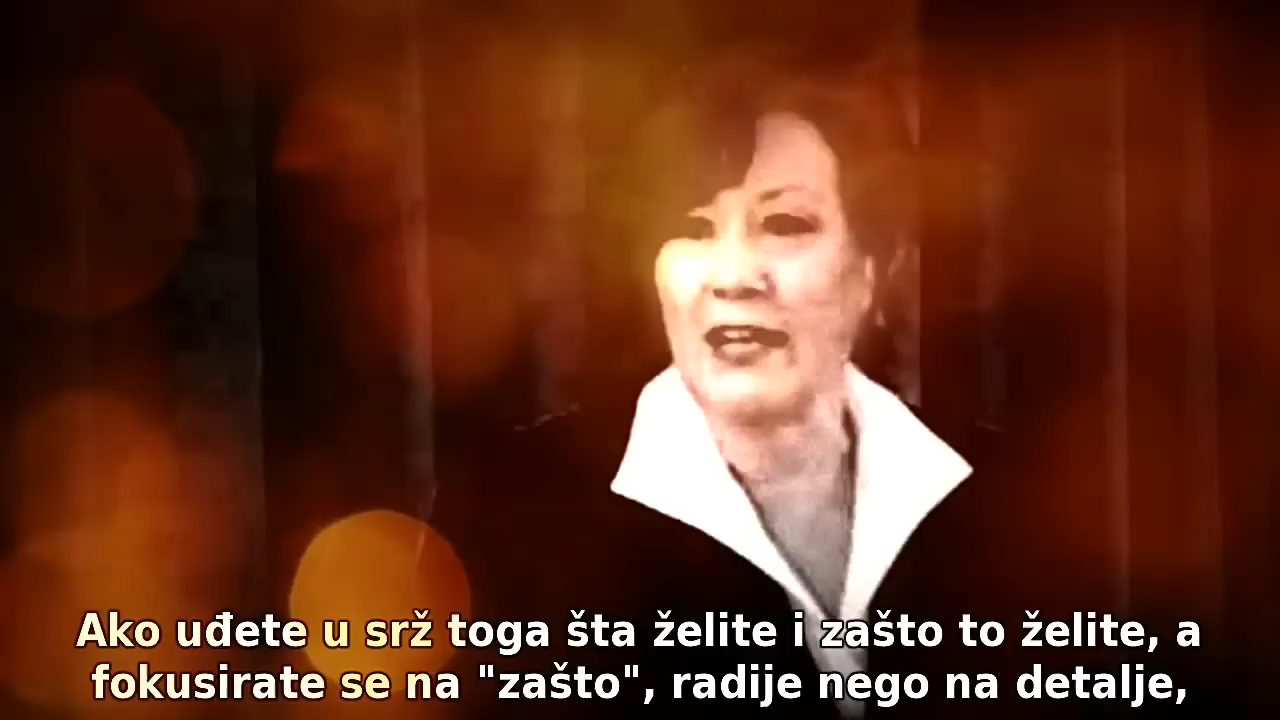 Ako uđete u srž toga šta želite i zašto to želite, a
fokusirate se na "zašto", radije nego na detalje,